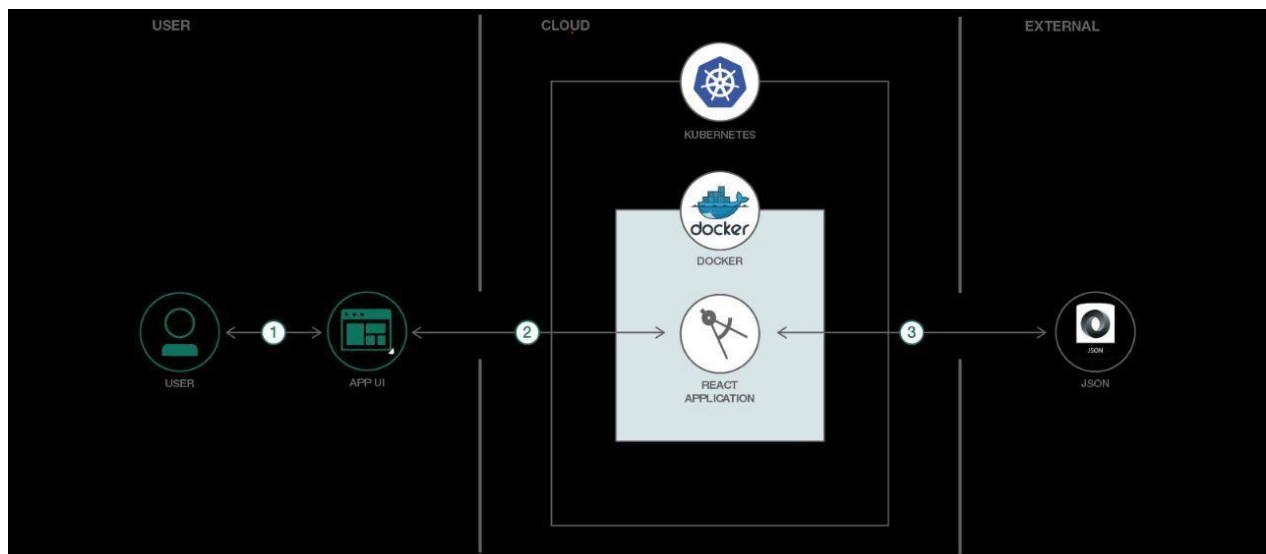 USER
CLOUD
EXTERNAL
KUBERNETES
docker
DOCKER
1
2
3
JSON
USER
APP UI
REACT
APPLICATION
JSON